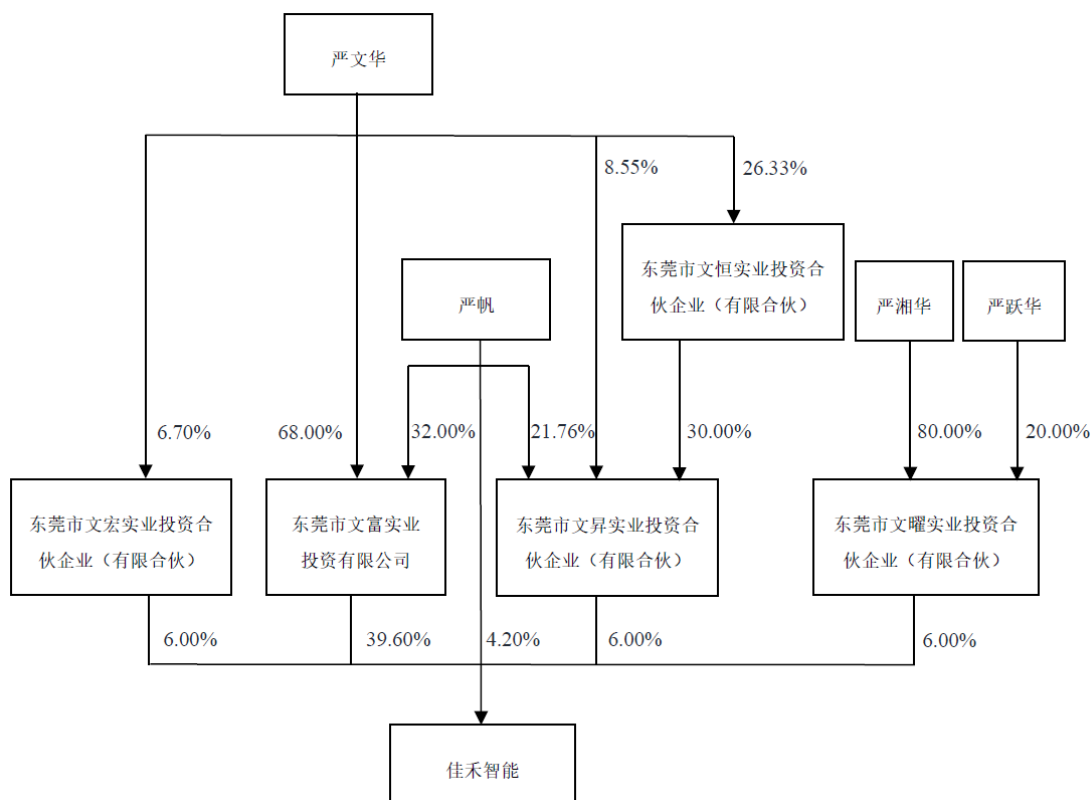 严文华
8.55%
26.33%
东莞市文恒实业投资合
伙企业（有限合伙）
严帆
严湘华
严跃华
6.70%
68.00%
32.00%
21.76%
30.00%
80.00%
20.00%
东莞市文宏实业投资合
伙企业（有限合伙）
东莞市文富实业
投资有限公司
东莞市文昇实业投资合
伙企业（有限合伙）
东莞市文曜实业投资合
伙企业（有限合伙）
6.00%
39.60%
4.20%
6.00%
6.00%
佳禾智能